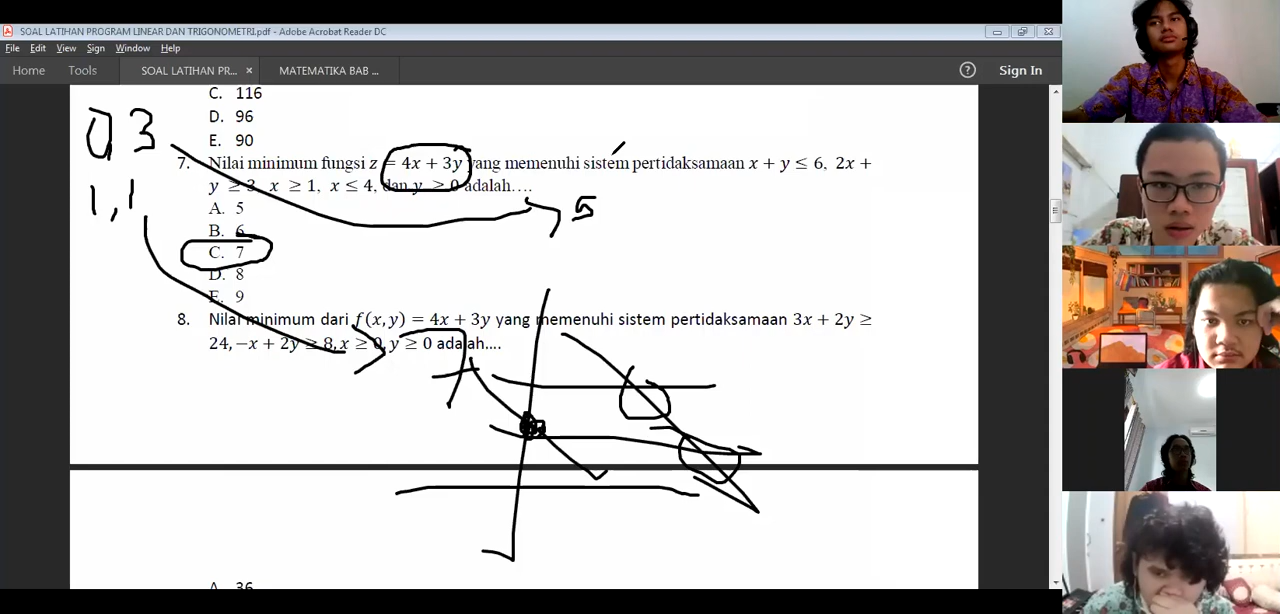 SOAL LATIHAN PROGRAM LINEAR DAN TRIGONOMETRI.pdf - Adobe Acrobat Reader DC
File Edit View Sign Window Help
Home Tools SOAL LATIHAN PR... × MATEMATIKA BAB ... ? Sign In
C. 116
D. 96
E. 90
0 3
7. Nilai minimum fungsi z = 4x + 3y yang memenuhi sistem pertidaksamaan x + y ≤ 6, 2x +
y ≥ 3, x ≥ 1, x ≤ 4, dan y ≥ 0 adalah….
1,1
A. 5
5
B. 6
C. 7
D. 8
E. 9
8. Nilai minimum dari f(x, y) = 4x + 3y yang memenuhi sistem pertidaksamaan 3x + 2y ≥
24, −x + 2y ≥ 8, x ≥ 0, y ≥ 0 adalah....
7
A. 36